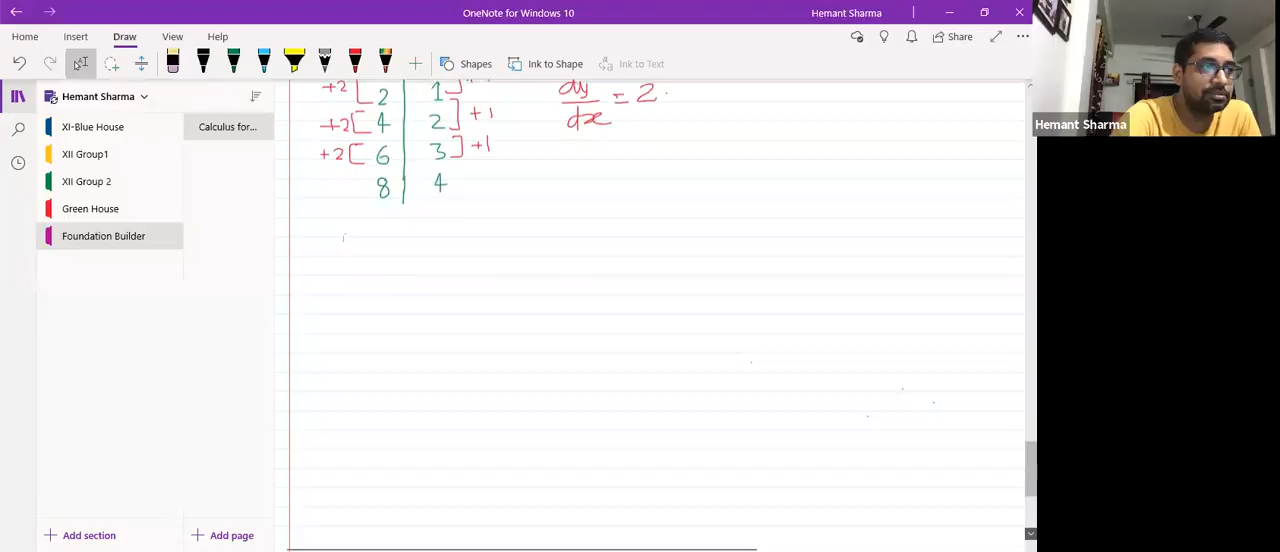 OneNote for Windows 10
Hemant Sharma
Home Insert Draw View Help
Share
Shapes Ink to Shape Ink to Text
Hemant Sharma
XI-Blue House
XII Group1
XII Group 2
Green House
Foundation Builder
Calculus for...
Add section
Add page
+2 [ 2 | 1 ]
+2 [ 4 | 2 ] +1
+2 [ 6 | 3 ] +1
8 | 4
dy/dx = 2.
Hemant Sharma